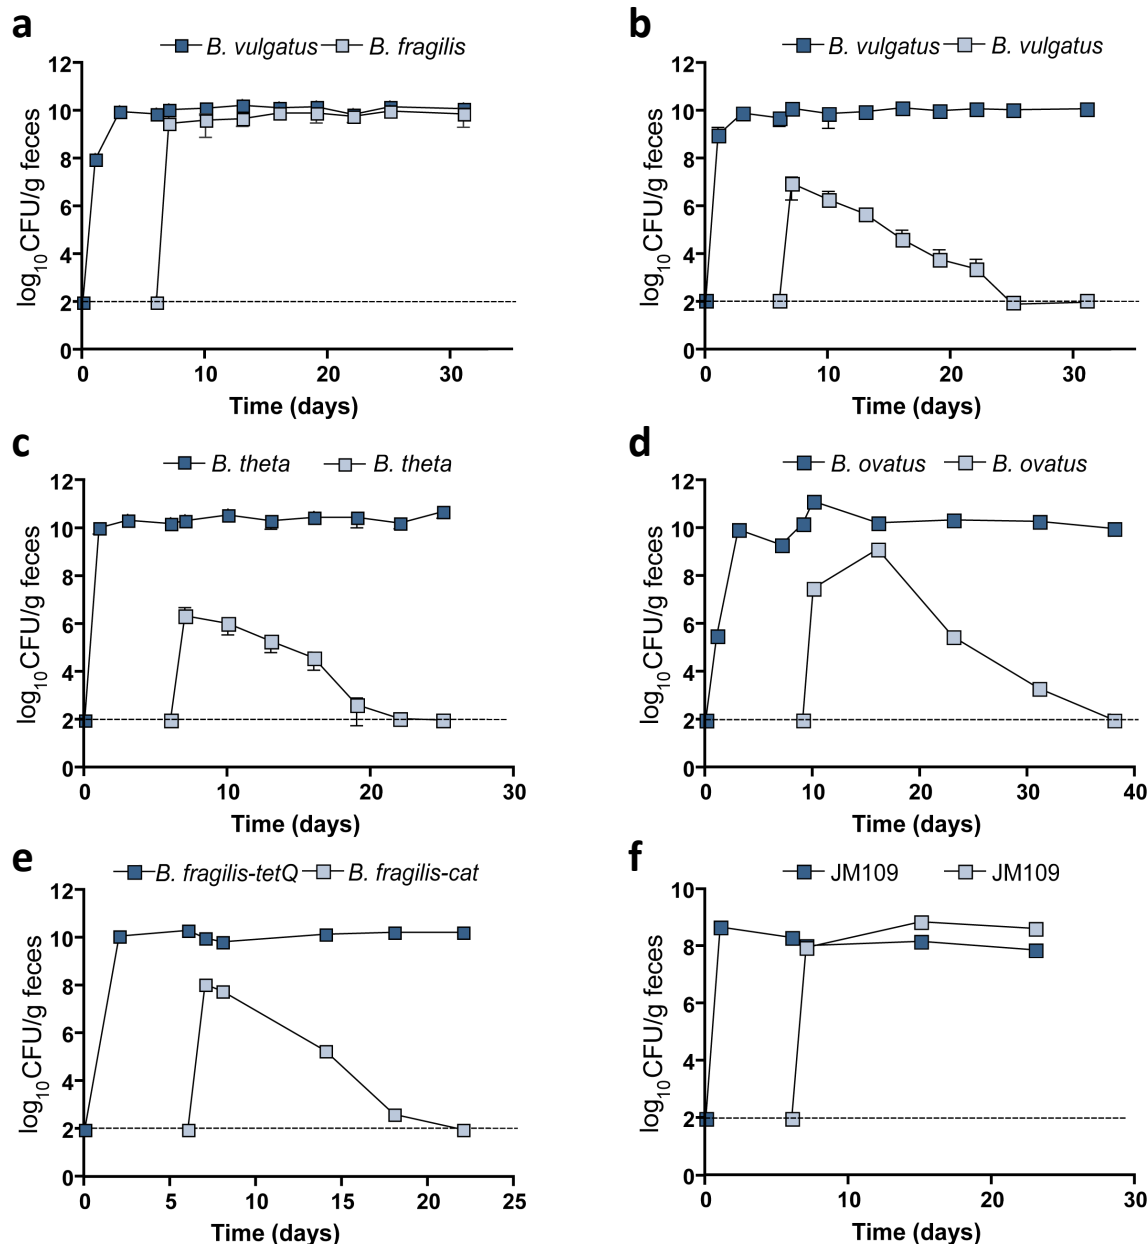 a
B. vulgatus B. fragilis
12
10
8
6
4
2
0
log10CFU/g feces
0 10 20 30
Time (days)
b
B. vulgatus B. vulgatus
12
10
8
6
4
2
0
log10CFU/g feces
0 10 20 30
Time (days)
c
B. theta B. theta
12
10
8
6
4
2
0
log10CFU/g feces
0 10 20 30
Time (days)
d
B. ovatus B. ovatus
12
10
8
6
4
2
0
log10CFU/g feces
0 10 20 30 40
Time (days)
e
B. fragilis-tetQ B. fragilis-cat
12
10
8
6
4
2
0
log10CFU/g feces
0 5 10 15 20 25
Time (days)
f
JM109 JM109
10
8
6
4
2
0
log10CFU/g feces
0 10 20 30
Time (days)